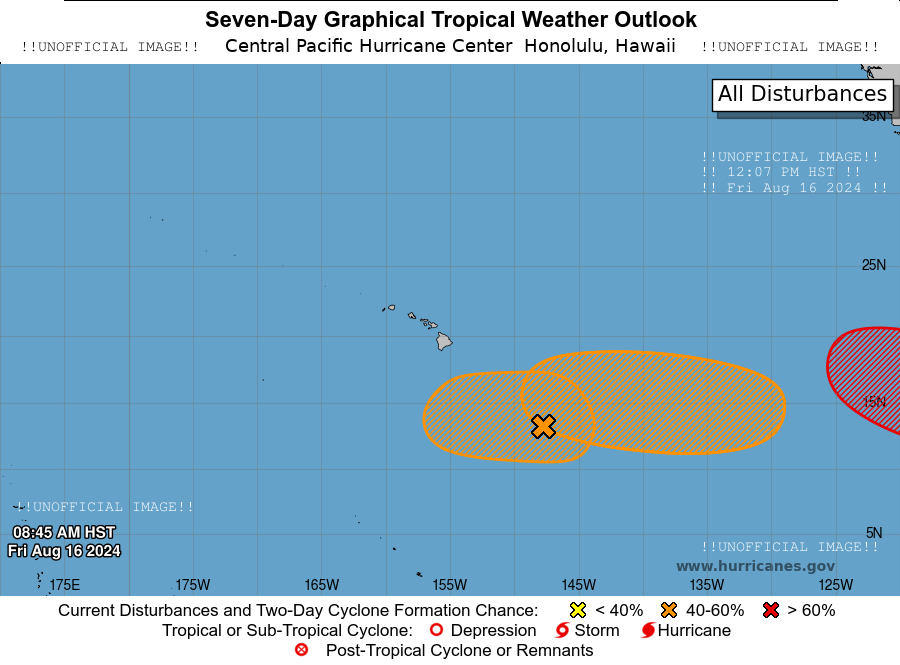 Seven-Day Graphical Tropical Weather Outlook
!!UNOFFICIAL IMAGE!! Central Pacific Hurricane Center Honolulu, Hawaii !!UNOFFICIAL IMAGE!!
All Disturbances
35N
!!UNOFFICIAL IMAGE!!
!! 12:07 PM HST !!
!! Fri Aug 16 2024 !!
25N
15N
!!UNOFFICIAL IMAGE!!
08:45 AM HST
Fri Aug 16 2024
5N
!!UNOFFICIAL IMAGE!!
www.hurricanes.gov
175E 175W 165W 155W 145W 135W 125W
Current Disturbances and Two-Day Cyclone Formation Chance: < 40% 40-60% > 60%
Tropical or Sub-Tropical Cyclone: Depression Storm Hurricane
Post-Tropical Cyclone or Remnants